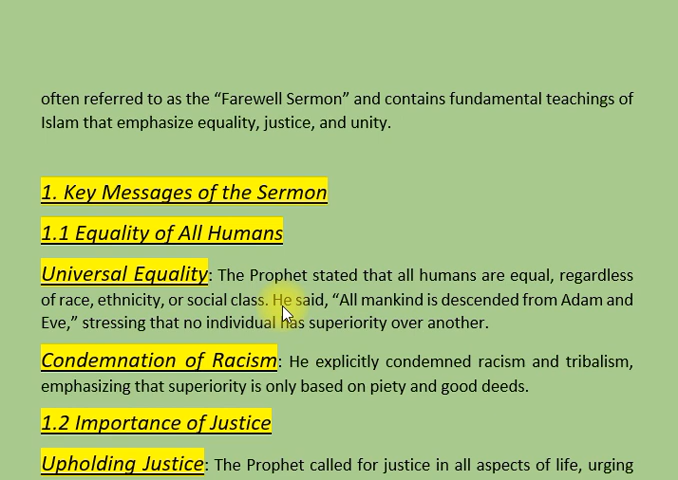 often referred to as the “Farewell Sermon” and contains fundamental teachings of
Islam that emphasize equality, justice, and unity.
1. Key Messages of the Sermon
1.1 Equality of All Humans
Universal Equality: The Prophet stated that all humans are equal, regardless
of race, ethnicity, or social class. He said, “All mankind is descended from Adam and
Eve,” stressing that no individual has superiority over another.
Condemnation of Racism: He explicitly condemned racism and tribalism,
emphasizing that superiority is only based on piety and good deeds.
1.2 Importance of Justice
Upholding Justice: The Prophet called for justice in all aspects of life, urging